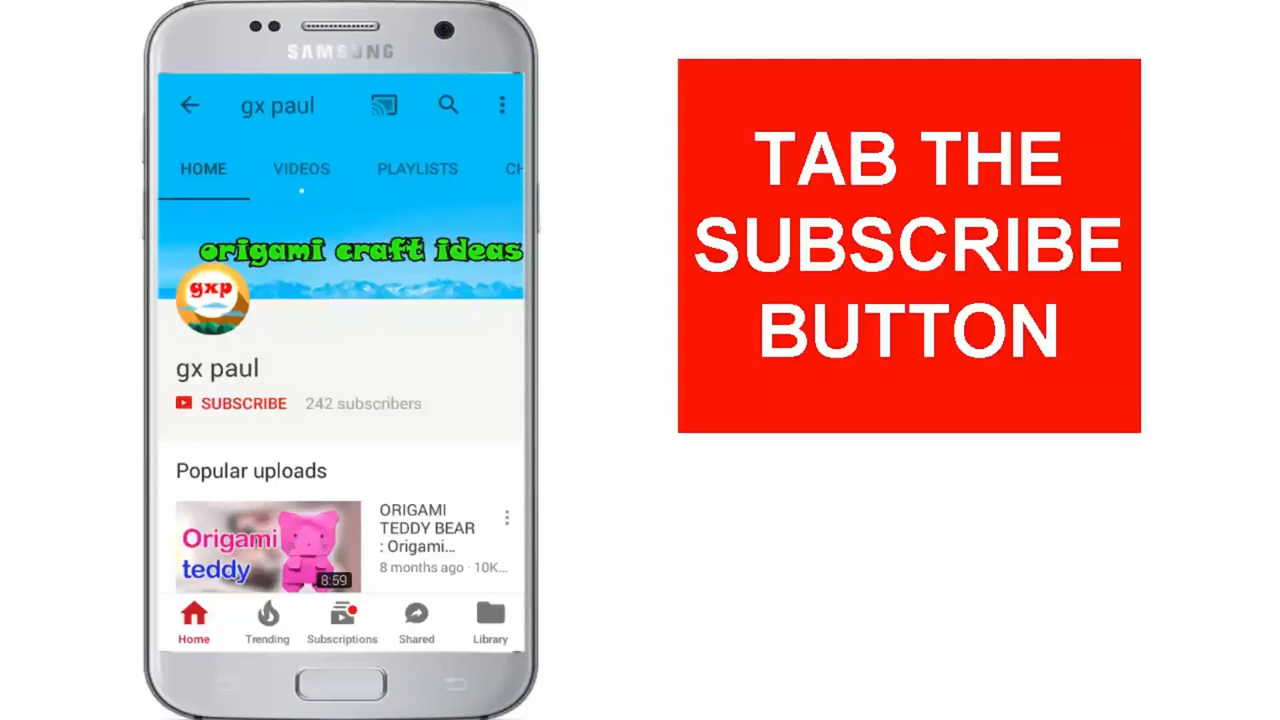 SAMSUNG
gx paul
HOME VIDEOS PLAYLISTS CH
origami craft ideas
gxp
gx paul
SUBSCRIBE 242 subscribers
Popular uploads
Origami
teddy
8:59
ORIGAMI
TEDDY BEAR
: Origami...
8 months ago · 10K...
Home Trending Subscriptions Shared Library
TAB THE
SUBSCRIBE
BUTTON